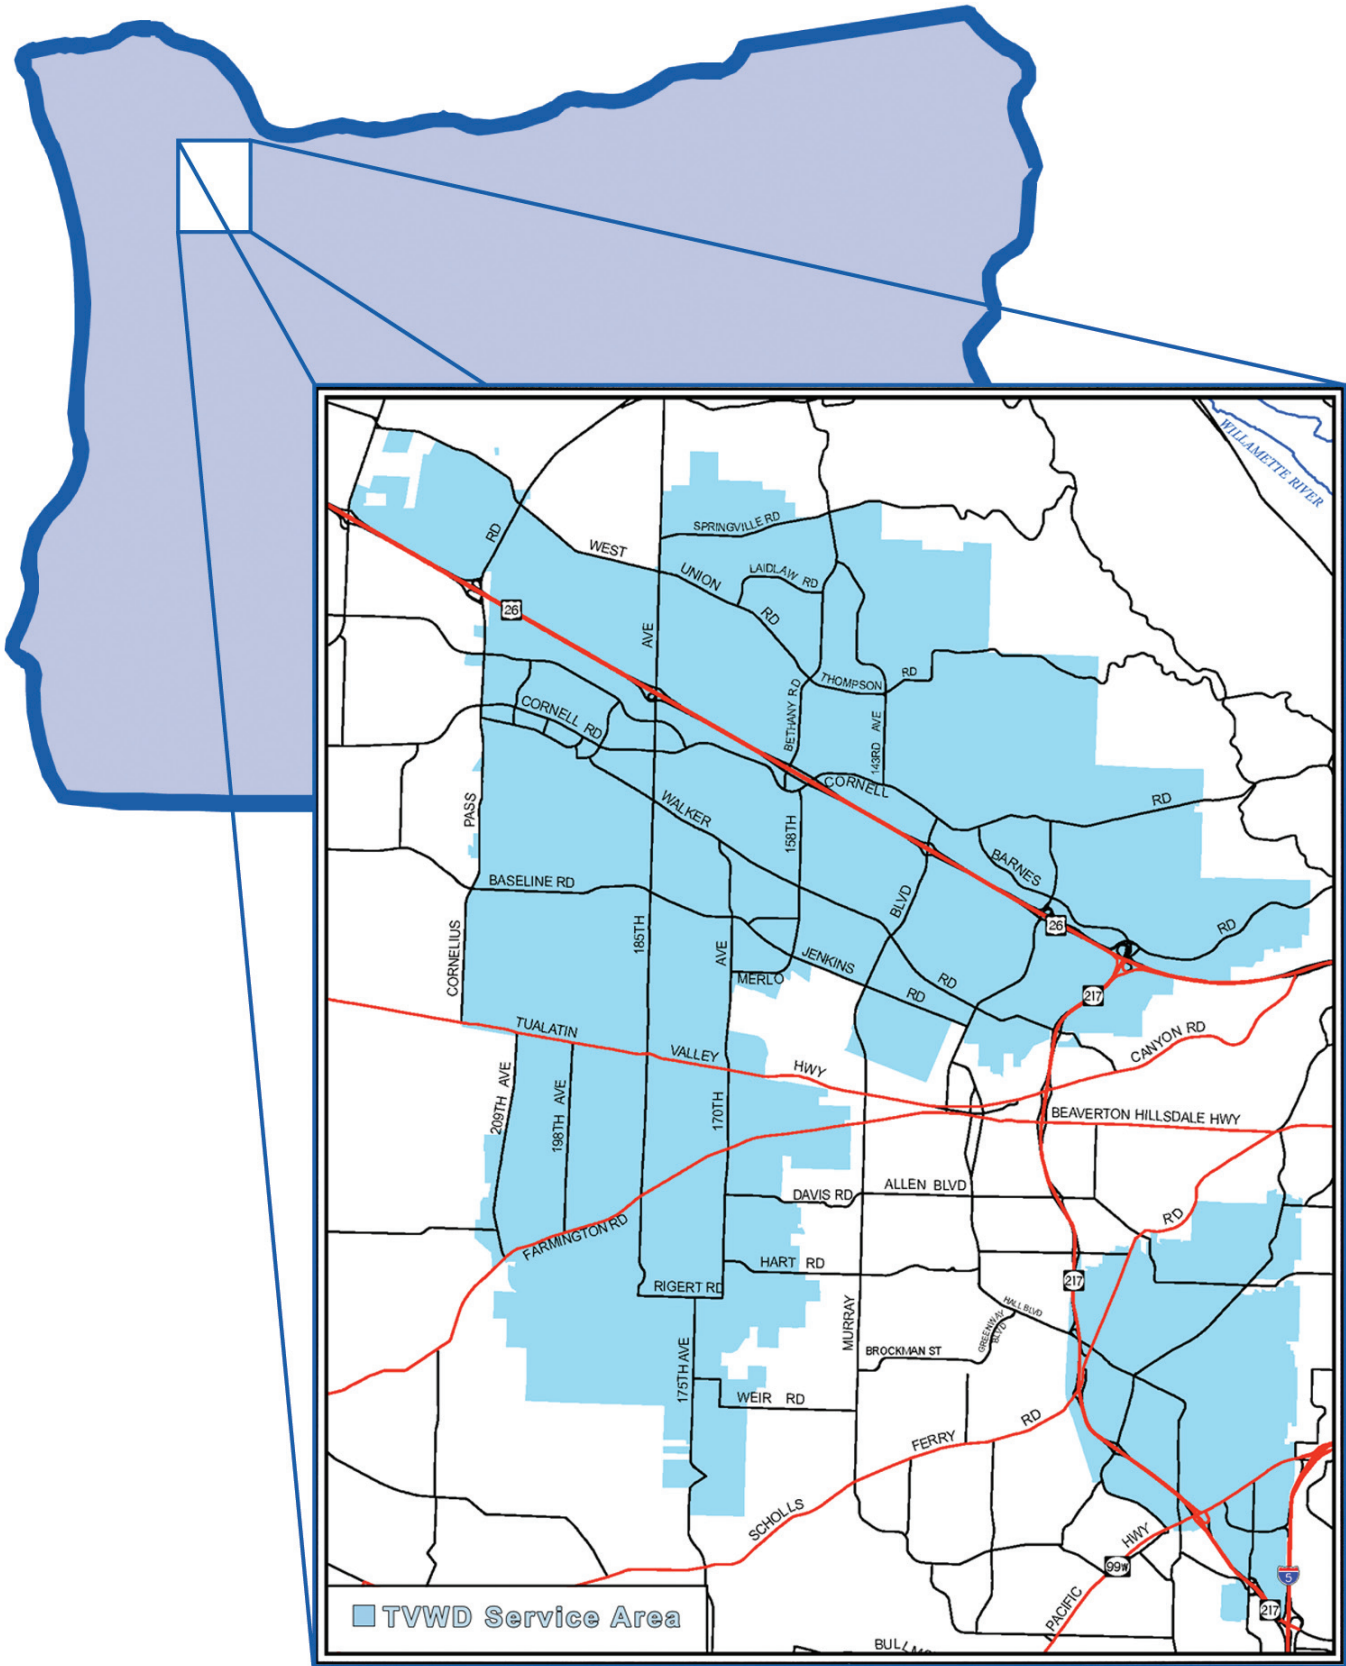 WILLAMETTE RIVER
SPRINGVILLE RD
RD
WEST
UNION
RD
LAIDLAW RD
26
AVE
THOMPSON
RD
BETHANY R.D
143RD AVE
CORNELL RD
CORNELL
RD
PASS
WALKER
158TH
BARNES
RD
BASELINE RD
BLVD
26
CORNELIUS
185TH
AVE
MERLO
JENKINS
RD
RD
217
TUALATIN
VALLEY
HWY
CANYON RD
209TH AVE
198TH AVE
170TH
BEAVERTON HILLSDALE HWY
DAVIS RD
ALLEN BLVD
FARMINGTON RD
RD
HART RD
RIGERT RD
217
MURRAY
HALL BLVD
GREENWAY
BLVD
BROCKMAN ST
175TH AVE
WEIR RD
RD
FERRY
SCHOLLS
HWY
99W
PACIFIC
5
217
TVWD Service Area